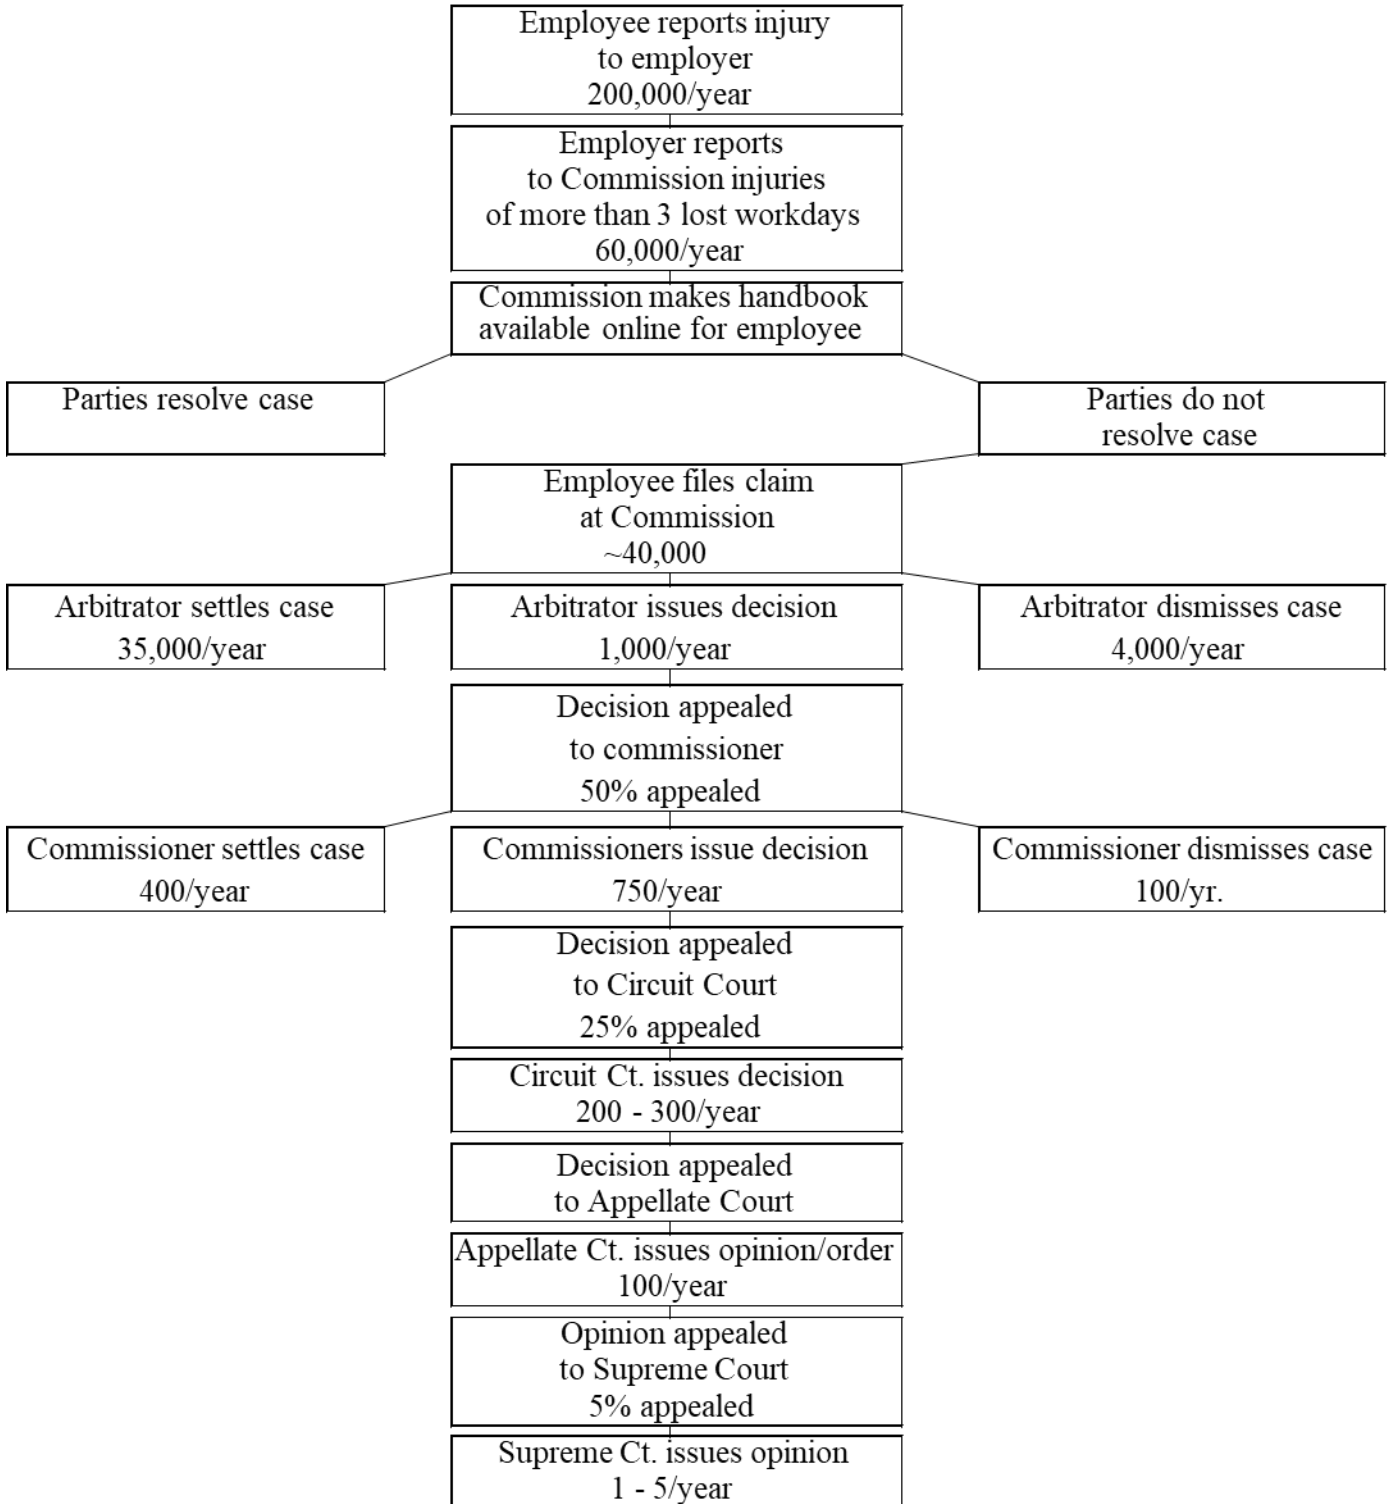 Employee reports injury
to employer
200,000/year
Employer reports
to Commission injuries
of more than 3 lost workdays
60,000/year
Commission makes handbook
available online for employee
Parties resolve case
Parties do not
resolve case
Employee files claim
at Commission
~40,000
Arbitrator settles case
35,000/year
Arbitrator issues decision
1,000/year
Arbitrator dismisses case
4,000/year
Decision appealed
to commissioner
50% appealed
Commissioner settles case
400/year
Commissioners issue decision
750/year
Commissioner dismisses case
100/yr.
Decision appealed
to Circuit Court
25% appealed
Circuit Ct. issues decision
200 - 300/year
Decision appealed
to Appellate Court
Appellate Ct. issues opinion/order
100/year
Opinion appealed
to Supreme Court
5% appealed
Supreme Ct. issues opinion
1 - 5/year